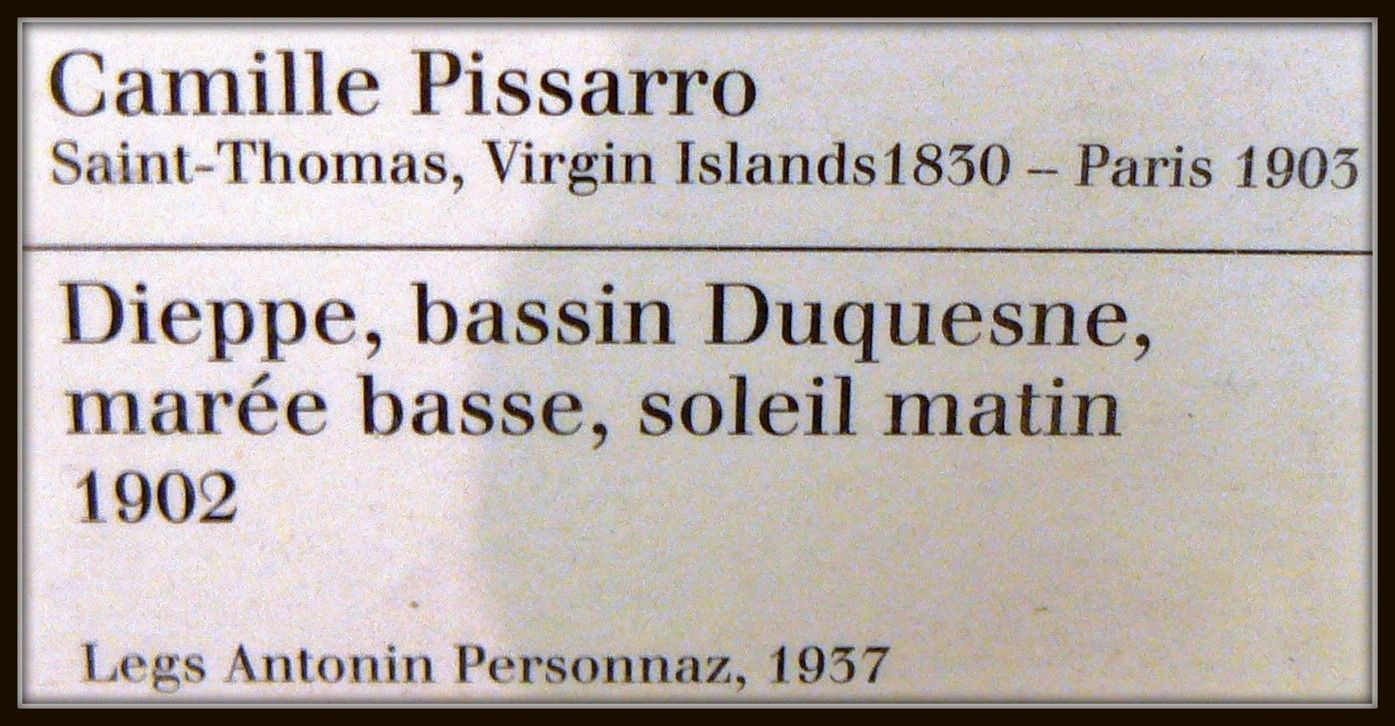 Camille Pissarro
Saint-Thomas, Virgin Islands1830 – Paris 1903
Dieppe, bassin Duquesne,
marée basse, soleil matin
1902
Legs Antonin Personnaz, 1937